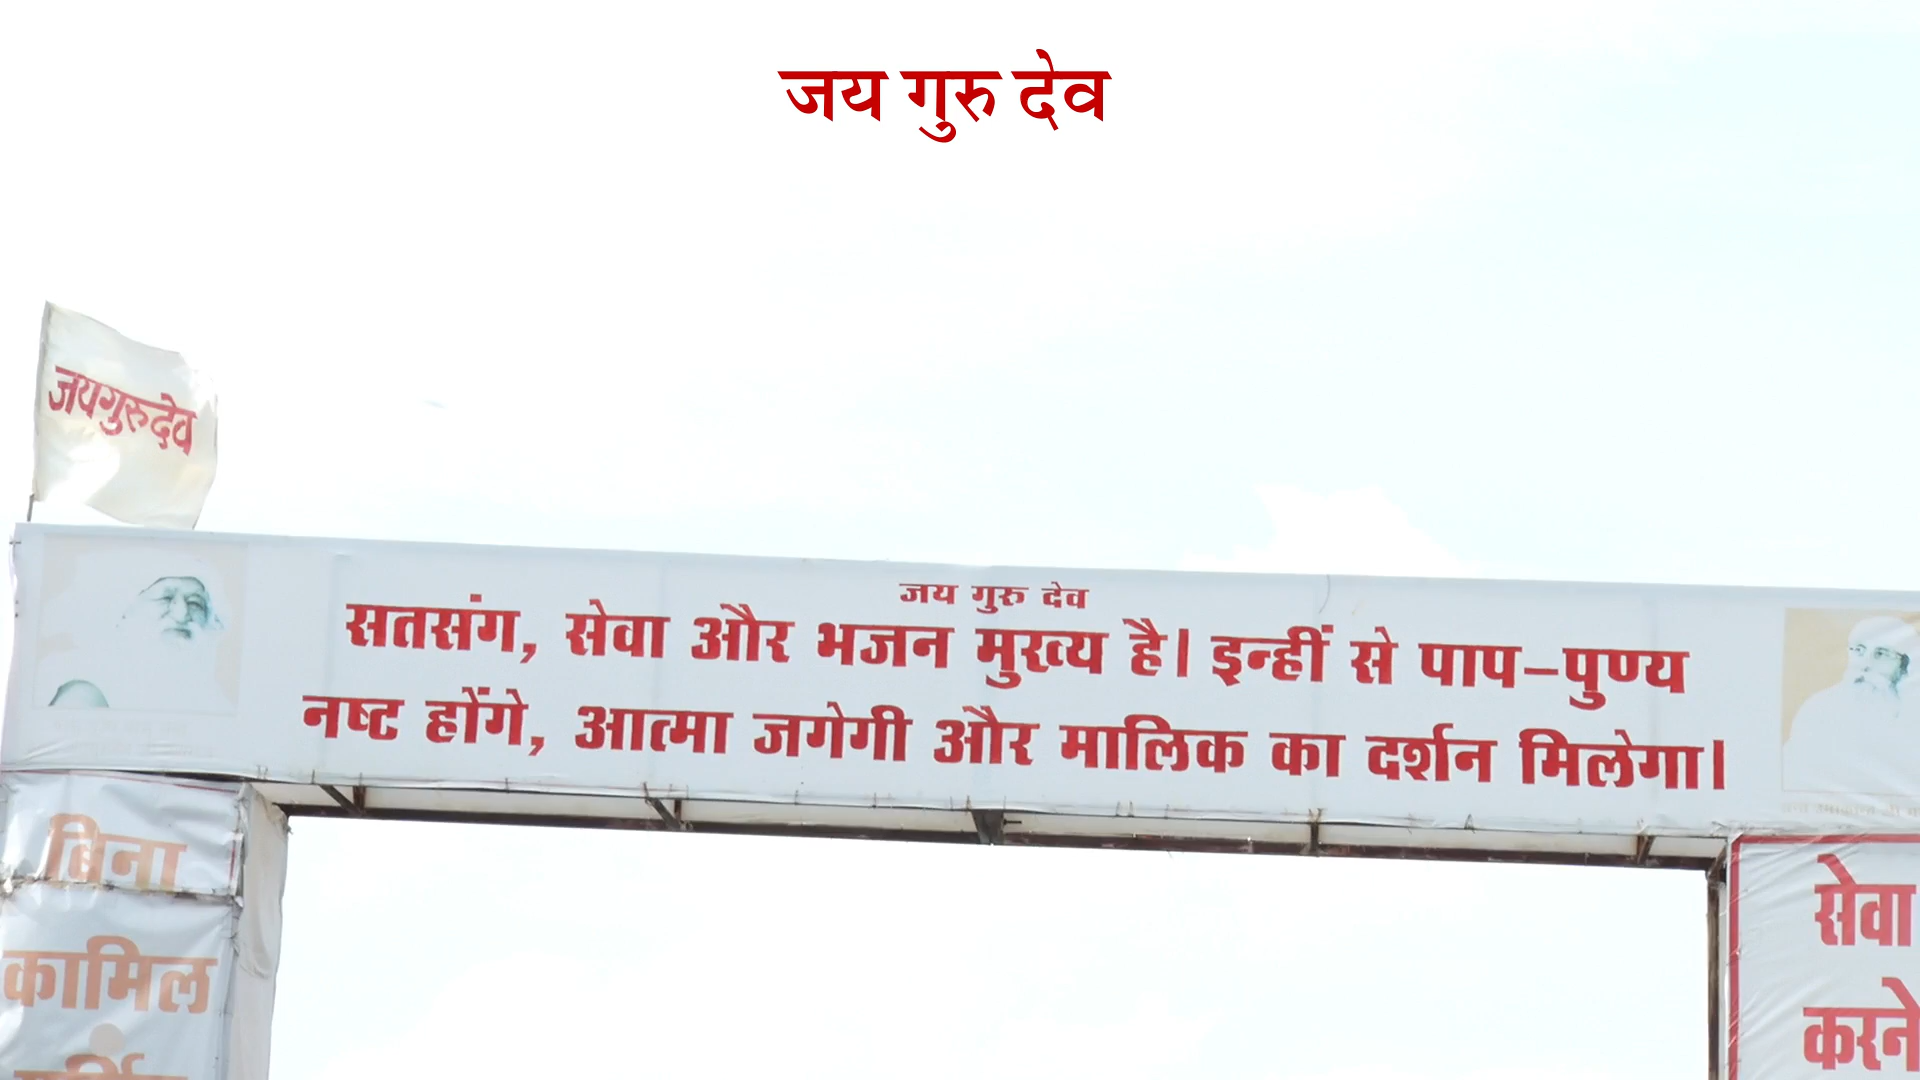 जय गुरु देव
जयगुरुदेव
जय गुरु देव
सतसंग, सेवा और भजन मुख्य है। इन्हीं से पाप-पुण्य
नष्ट होंगे, आत्मा जगेगी और मालिक का दर्शन मिलेगा।
बिना
कामिल
सेवा
करने